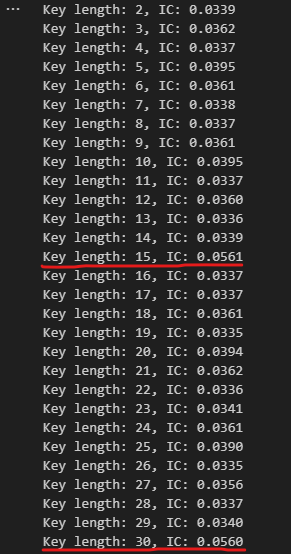 ...
Key length: 2, IC: 0.0339
Key length: 3, IC: 0.0362
Key length: 4, IC: 0.0337
Key length: 5, IC: 0.0395
Key length: 6, IC: 0.0361
Key length: 7, IC: 0.0338
Key length: 8, IC: 0.0337
Key length: 9, IC: 0.0361
Key length: 10, IC: 0.0395
Key length: 11, IC: 0.0337
Key length: 12, IC: 0.0360
Key length: 13, IC: 0.0336
Key length: 14, IC: 0.0339
Key length: 15, IC: 0.0561
Key length: 16, IC: 0.0337
Key length: 17, IC: 0.0337
Key length: 18, IC: 0.0361
Key length: 19, IC: 0.0335
Key length: 20, IC: 0.0394
Key length: 21, IC: 0.0362
Key length: 22, IC: 0.0336
Key length: 23, IC: 0.0341
Key length: 24, IC: 0.0361
Key length: 25, IC: 0.0390
Key length: 26, IC: 0.0335
Key length: 27, IC: 0.0356
Key length: 28, IC: 0.0337
Key length: 29, IC: 0.0340
Key length: 30, IC: 0.0560